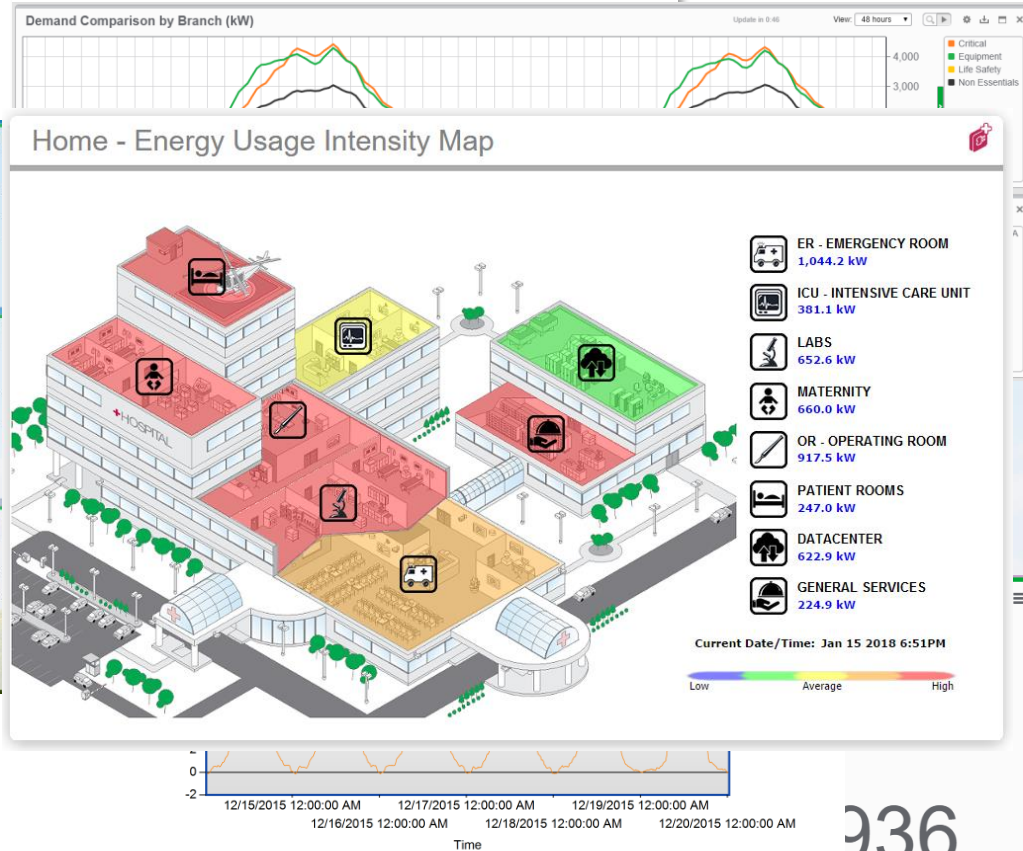 Demand Comparison by Branch (kW)
Update in 0:46
View: 48 hours
Critical
Equipment
Life Safety
Non Essentials
4,000
3,000
Home - Energy Usage Intensity Map
HOSPITAL
ER - EMERGENCY ROOM
1,044.2 kW
ICU - INTENSIVE CARE UNIT
381.1 kW
LABS
652.6 kW
MATERNITY
660.0 kW
OR - OPERATING ROOM
917.5 kW
PATIENT ROOMS
247.0 kW
DATACENTER
622.9 kW
GENERAL SERVICES
224.9 kW
Current Date/Time: Jan 15 2018 6:51PM
Low Average High
0
-2
12/15/2015 12:00:00 AM 12/17/2015 12:00:00 AM 12/19/2015 12:00:00 AM
12/16/2015 12:00:00 AM 12/18/2015 12:00:00 AM 12/20/2015 12:00:00 AM
Time
936